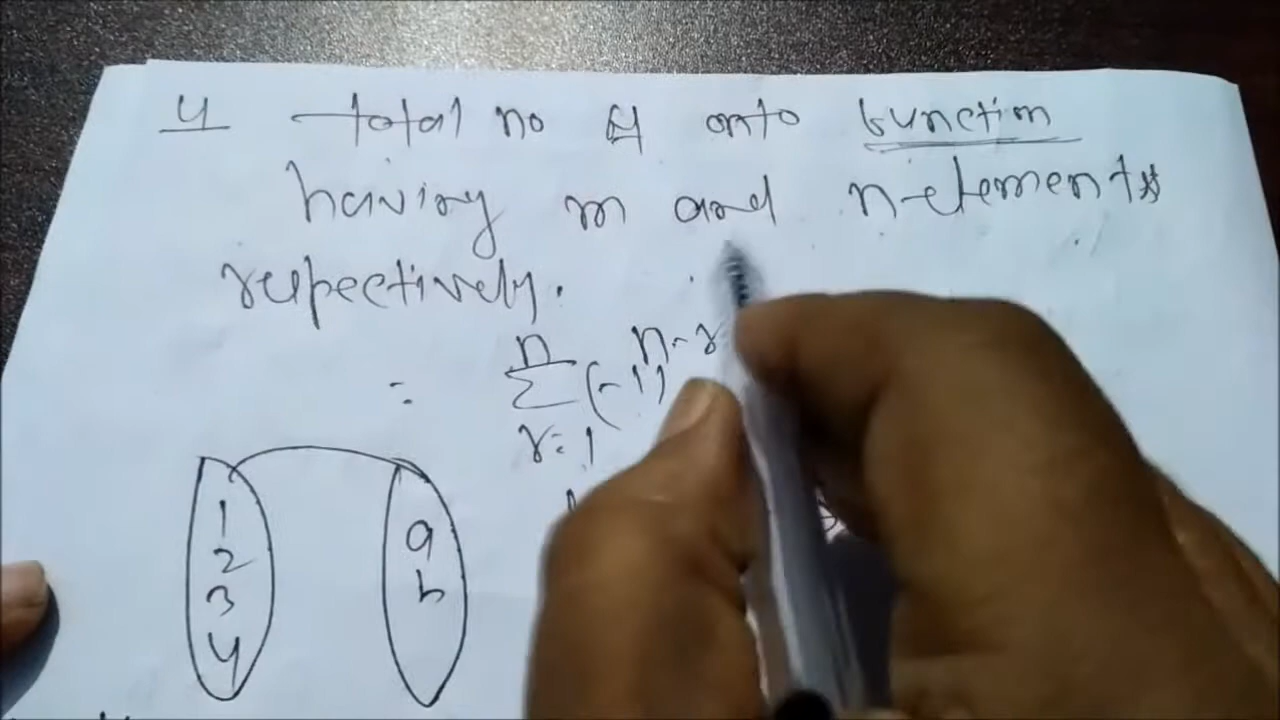 4 total no of onto function
having m and n-elements
respectively.
= n Σ r=1 (-1) n-r
1 a
2 b
3
4